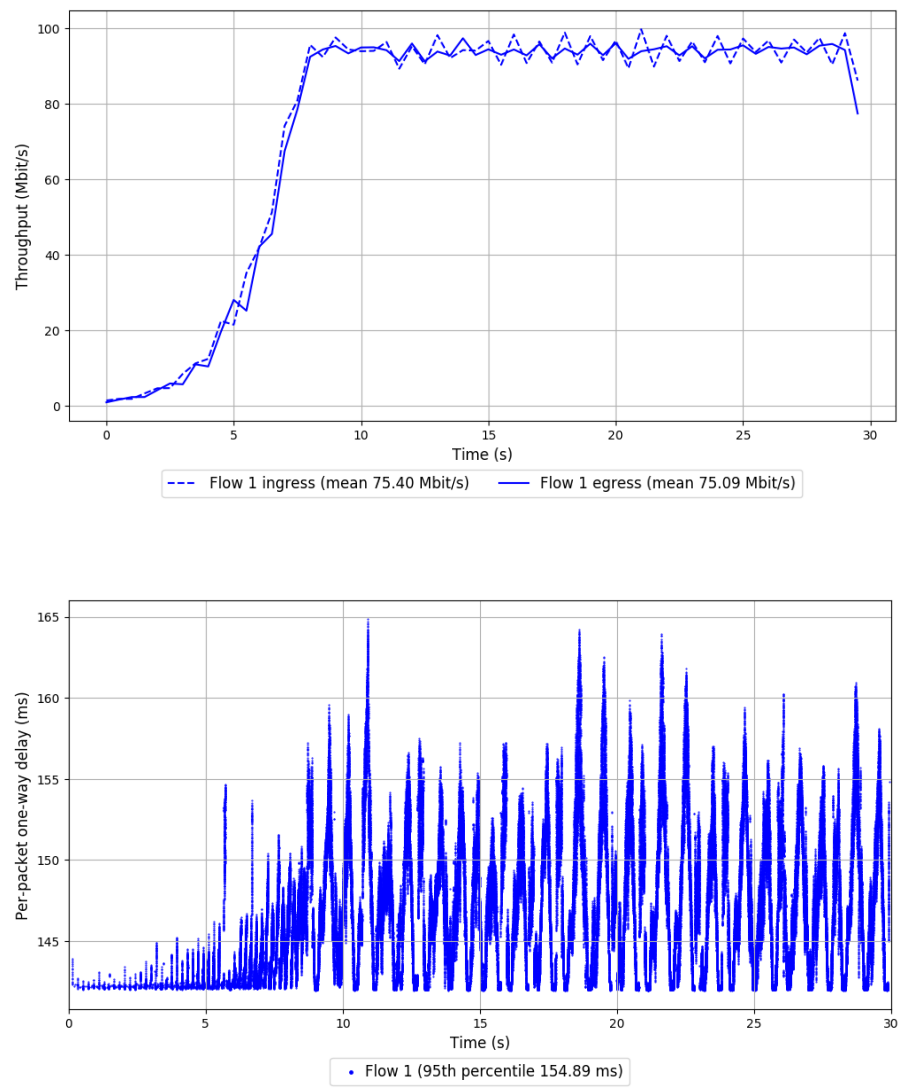 100
80
60
40
20
0
Throughput (Mbit/s)
0 5 10 15 20 25 30
Time (s)
Flow 1 ingress (mean 75.40 Mbit/s) Flow 1 egress (mean 75.09 Mbit/s)
165
160
155
150
145
Per-packet one-way delay (ms)
0 5 10 15 20 25 30
Time (s)
Flow 1 (95th percentile 154.89 ms)